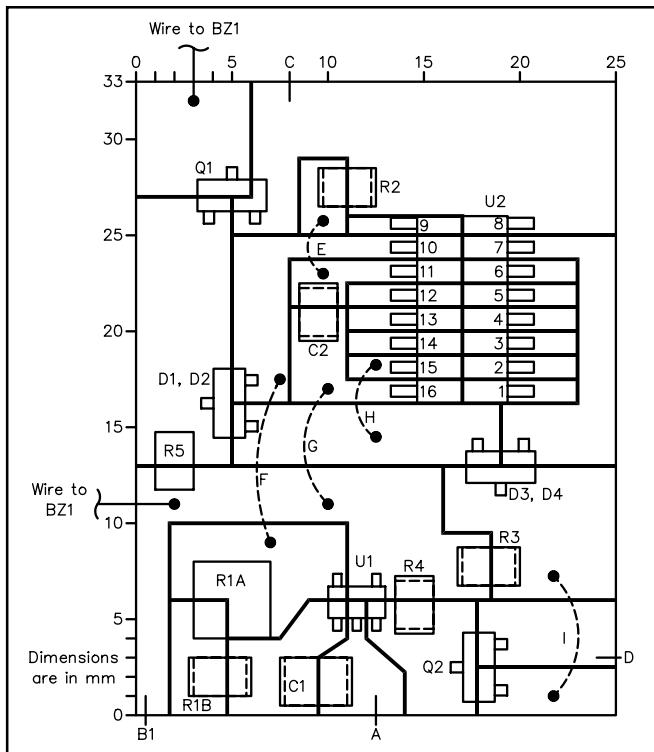 Wire to BZ1
0 5 C 10 15 20 25
33
30
25
20
15
10
5
0
Q1
R2
U2
9 8
10 7
11 6
12 5
13 4
14 3
15 2
16 1
E
C2
D1, D2
H
G
F
R5
D3, D4
Wire to
BZ1
R3
U1
R4
R1A
I
Dimensions
are in mm
Q2
D
C1
R1B
B1
A